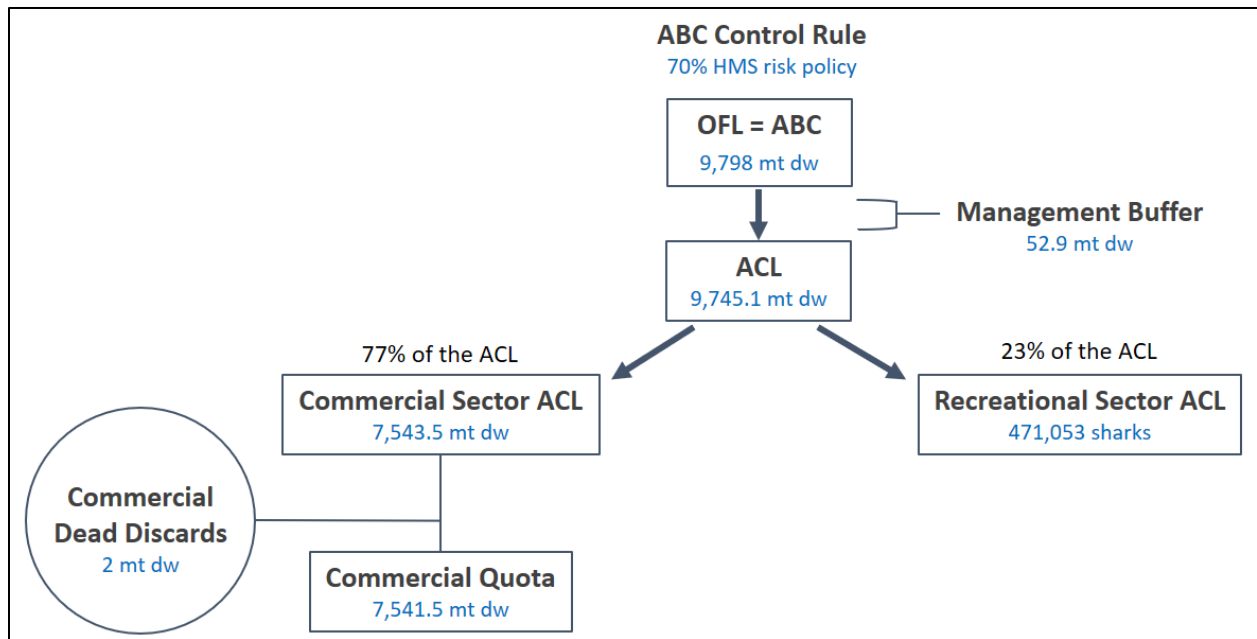 ABC Control Rule
70% HMS risk policy
OFL = ABC
9,798 mt dw
Management Buffer
52.9 mt dw
ACL
9,745.1 mt dw
77% of the ACL
23% of the ACL
Commercial Sector ACL
7,543.5 mt dw
Recreational Sector ACL
471,053 sharks
Commercial
Dead Discards
2 mt dw
Commercial Quota
7,541.5 mt dw